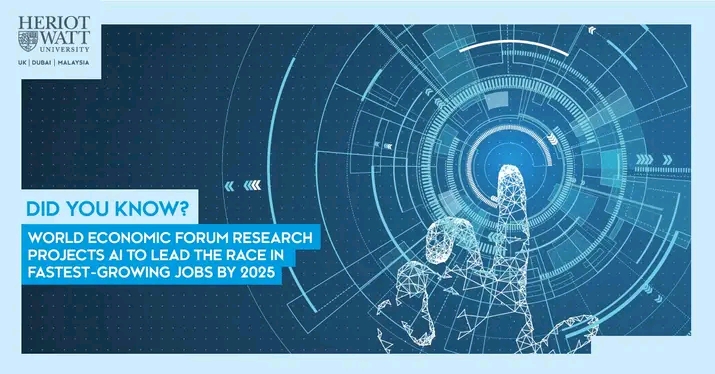 HERIOT
WATT
UNIVERSITY
UK | DUBAI | MALAYSIA
DID YOU KNOW?
WORLD ECONOMIC FORUM RESEARCH
PROJECTS AI TO LEAD THE RACE IN
FASTEST-GROWING JOBS BY 2025